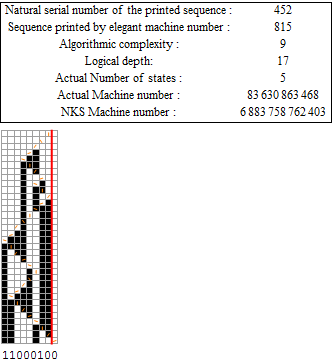 Natural serial number of the printed sequence : 452
Sequence printed by elegant machine number : 815
Algorithmic complexity : 9
Logical depth: 17
Actual Number of states : 5
Actual Machine number : 83 630 863 468
NKS Machine number : 6 883 758 762 403
11000100